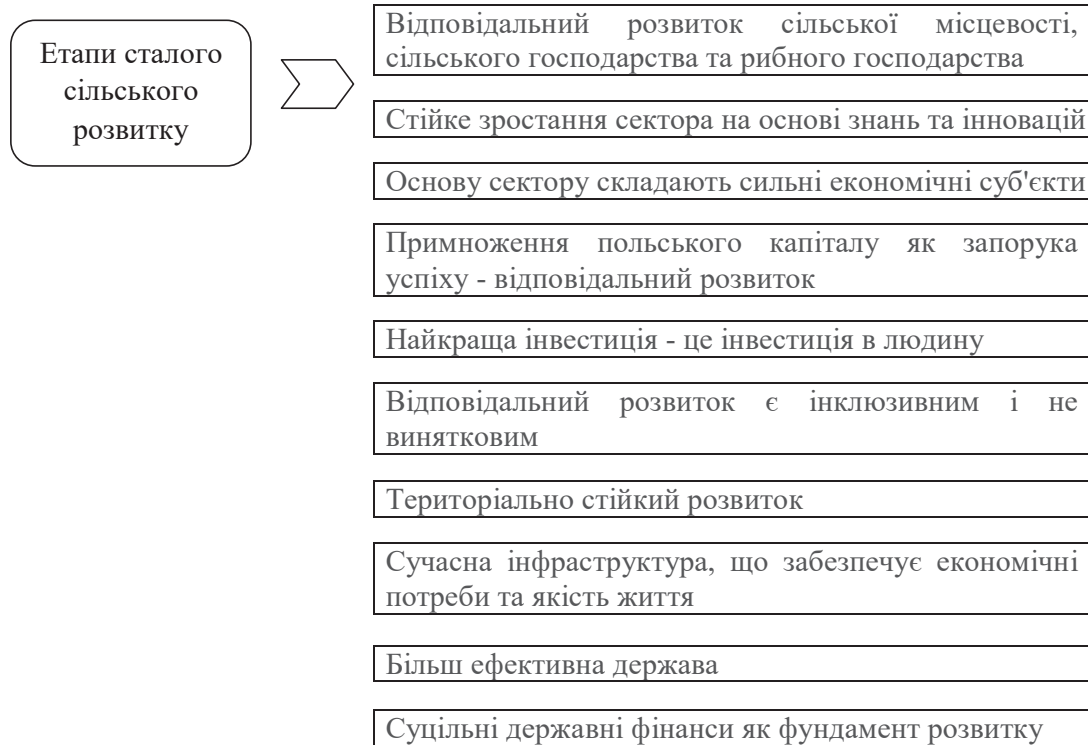 Етапи сталого
сільського
розвитку
Відповідальний розвиток сільської місцевості,
сільського господарства та рибного господарства
Стійке зростання сектора на основі знань та інновацій
Основу сектору складають сильні економічні суб'єкти
Примноження польського капіталу як запорука
успіху - відповідальний розвиток
Найкраща інвестиція - це інвестиція в людину
Відповідальний розвиток є інклюзивним і не
винятковим
Територіально стійкий розвиток
Сучасна інфраструктура, що забезпечує економічні
потреби та якість життя
Більш ефективна держава
Суцільні державні фінанси як фундамент розвитку